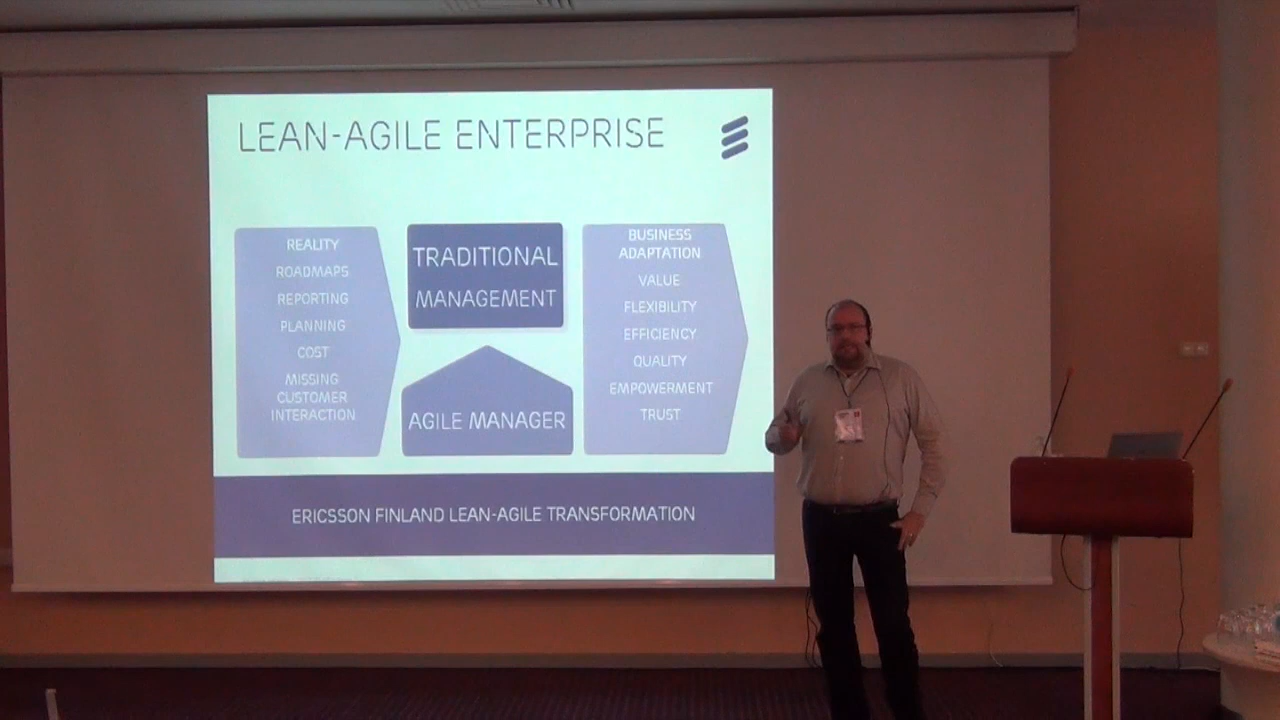 LEAN-AGILE ENTERPRISE
REALITY
ROADMAPS
REPORTING
PLANNING
COST
MISSING
CUSTOMER
INTERACTION
TRADITIONAL
MANAGEMENT
AGILE MANAGER
BUSINESS
ADAPTATION
VALUE
FLEXIBILITY
EFFICIENCY
QUALITY
EMPOWERMENT
TRUST
ERICSSON FINLAND LEAN-AGILE TRANSFORMATION